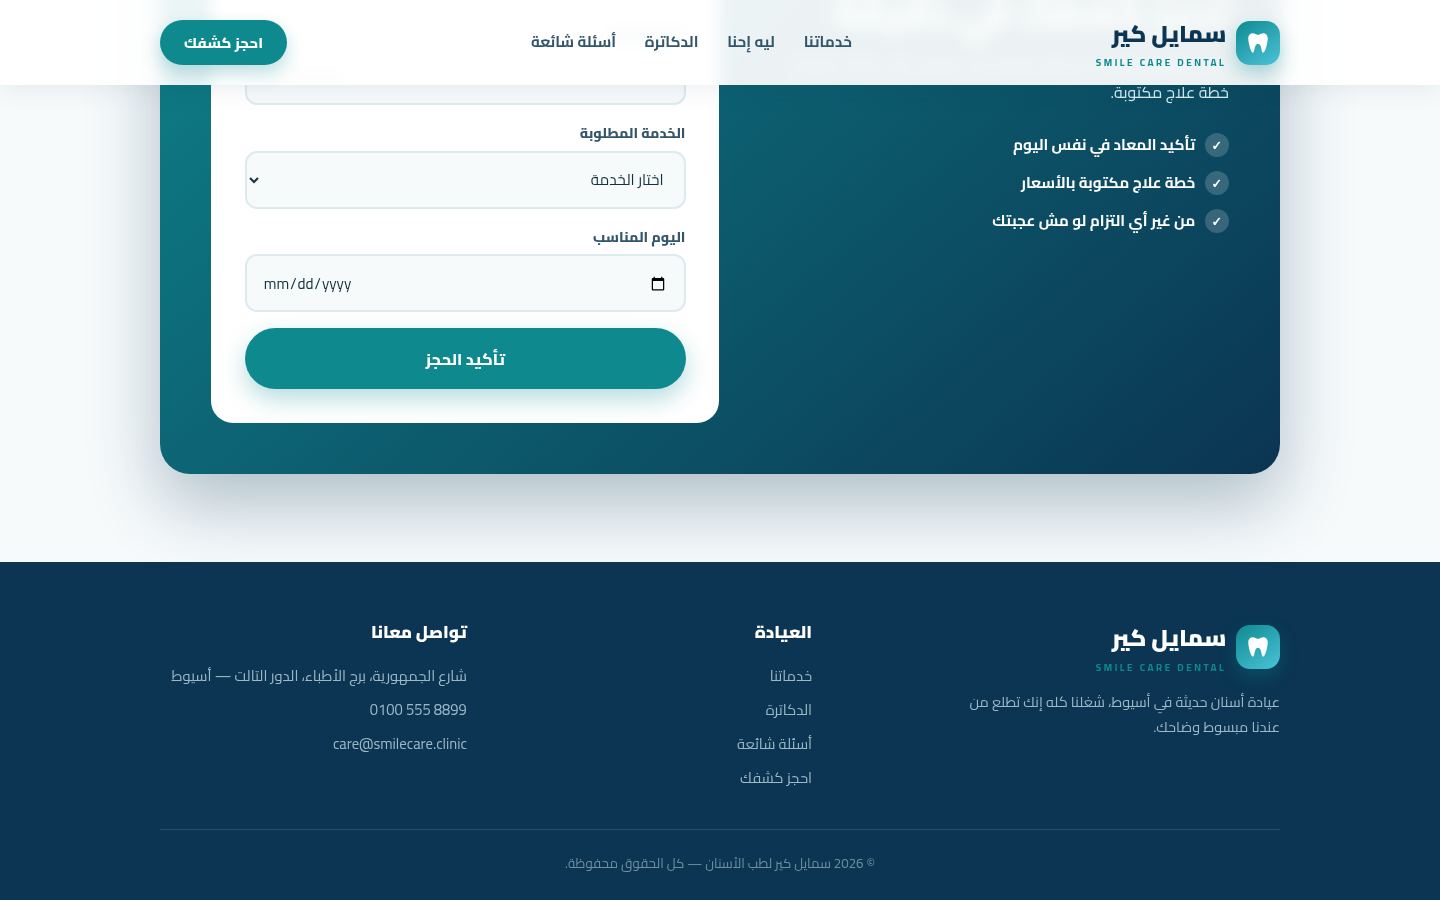 سمايل كير
SMILE CARE DENTAL
خدماتنا
ليه إحنا
الدكاترة
أسئلة شائعة
احجز كشفك
خطة علاج مكتوبة.
✓ تأكيد المعاد في نفس اليوم
✓ خطة علاج مكتوبة بالأسعار
✓ من غير أي التزام لو مش عجبتك
الخدمة المطلوبة
اختار الخدمة
اليوم المناسب
mm/dd/yyyy
تأكيد الحجز
سمايل كير
SMILE CARE DENTAL
عيادة أسنان حديثة في أسيوط، شغلنا كله إنك تطلع من
عندنا مبسوط وضاحك.
العيادة
خدماتنا
الدكاترة
أسئلة شائعة
احجز كشفك
تواصل معانا
شارع الجمهورية، برج الأطباء، الدور التالت — أسيوط
0100 555 8899
care@smilecare.clinic
© 2026 سمايل كير لطب الأسنان — كل الحقوق محفوظة.